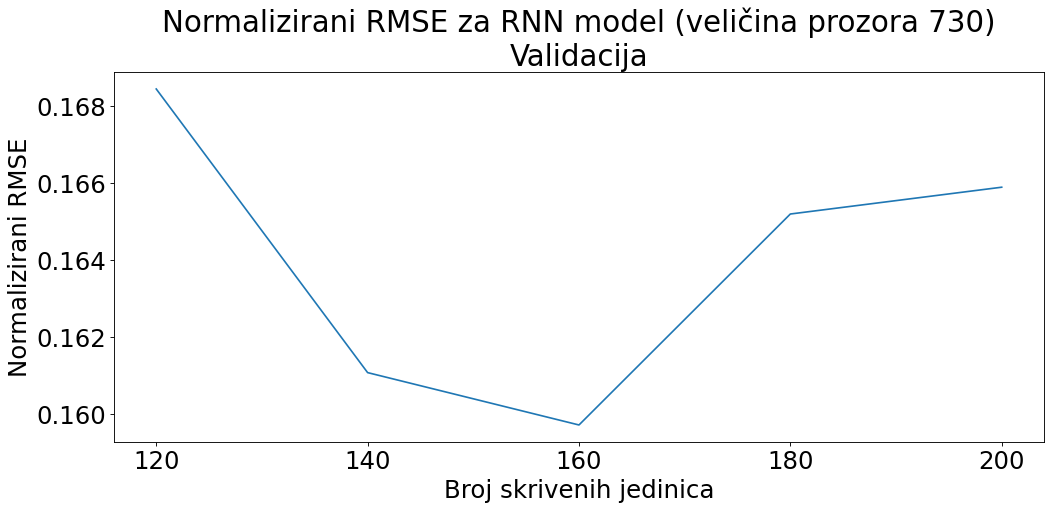 Normalizirani RMSE za RNN model (veličina prozora 730)
Validacija
Normalizirani RMSE
0.168
0.166
0.164
0.162
0.160
120 140 160 180 200
Broj skrivenih jedinica